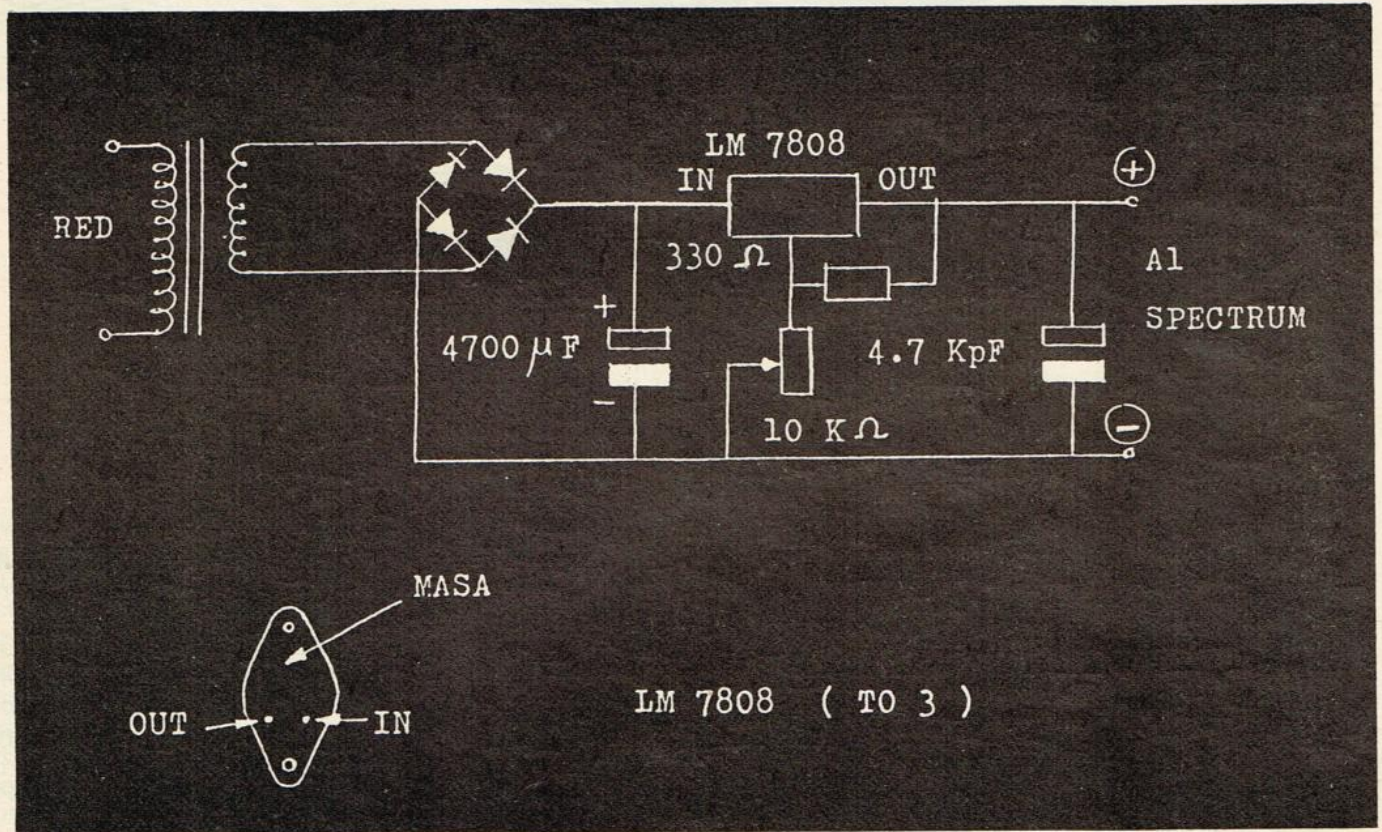 LM 7808
IN OUT
+
RED
330 Ω
Al
SPECTRUM
+
4700 μF
4.7 KpF
-
10 KΩ
-
MASA
LM 7808 ( TO 3 )
OUT IN